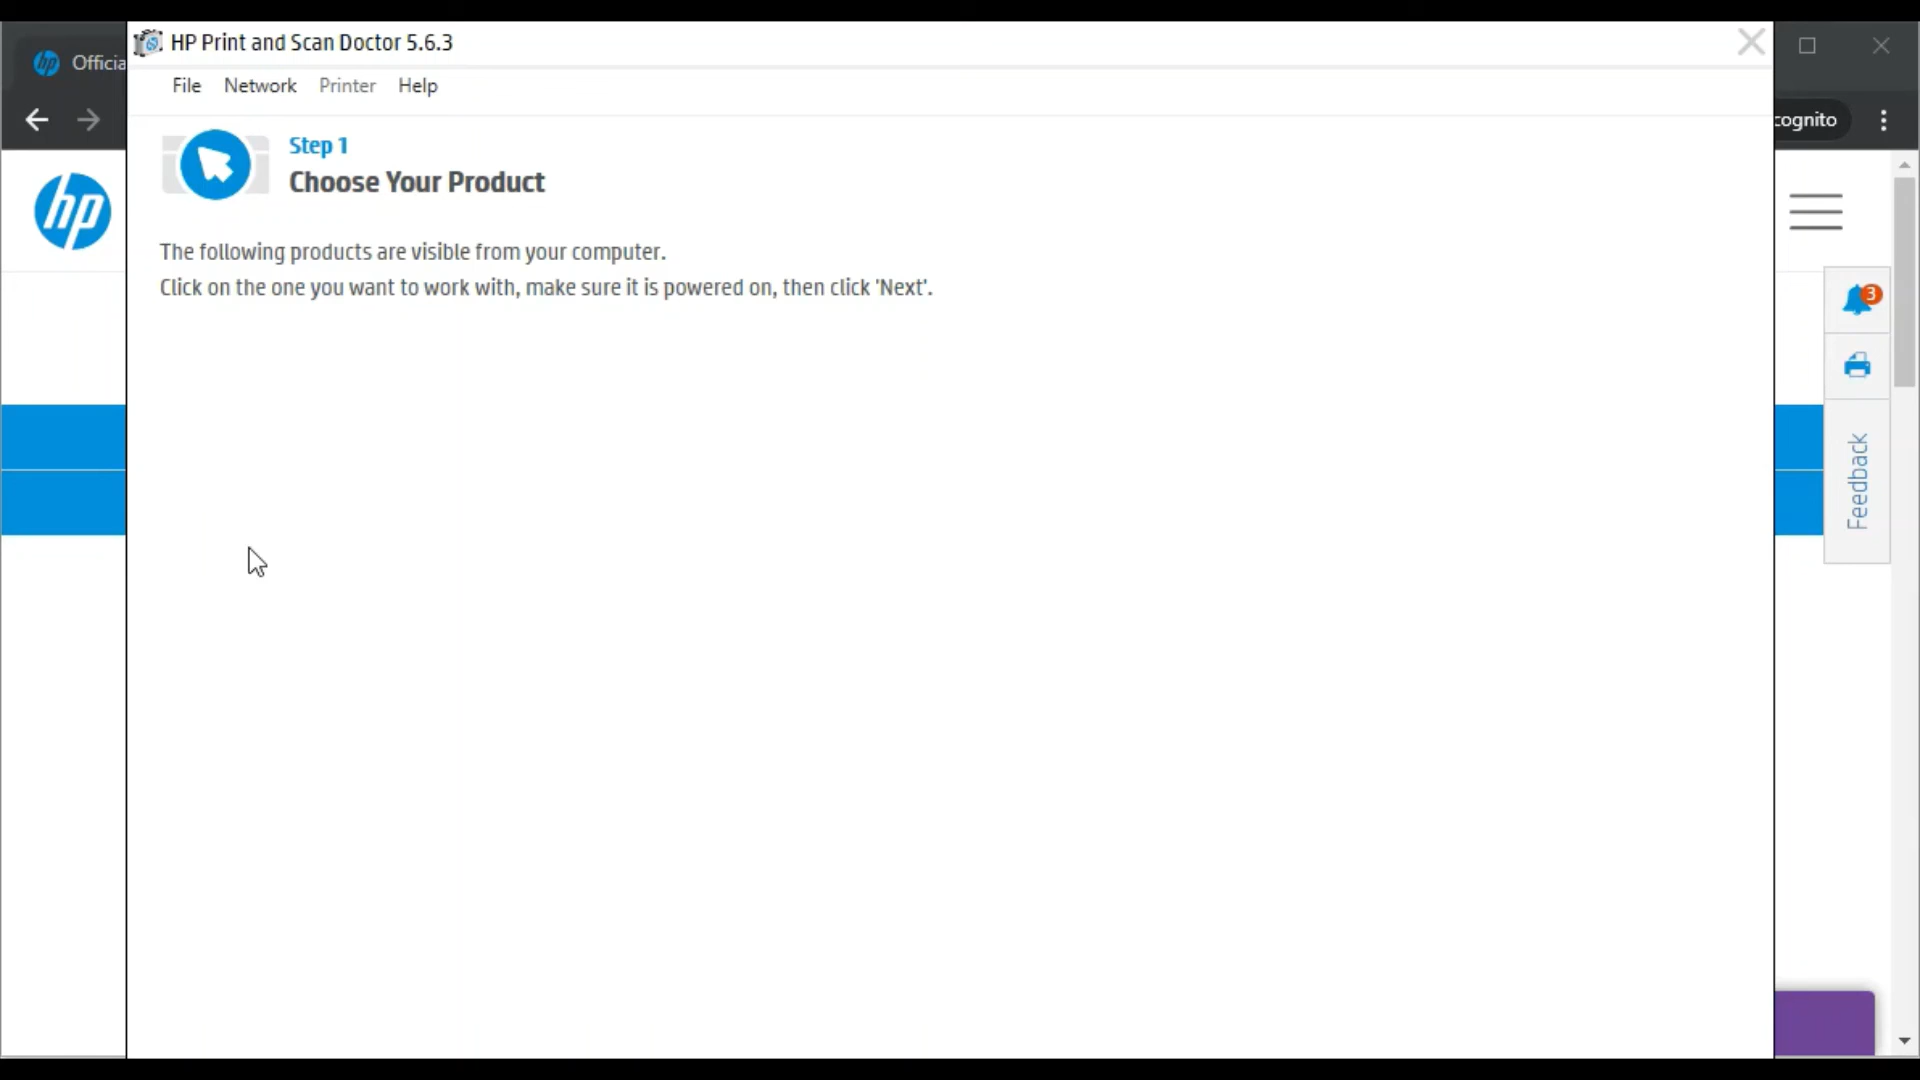 HP Print and Scan Doctor 5.6.3
Officia
File Network Printer Help
cognito
Step 1
Choose Your Product
hp
The following products are visible from your computer.
Click on the one you want to work with, make sure it is powered on, then click 'Next'.
3
Feedback